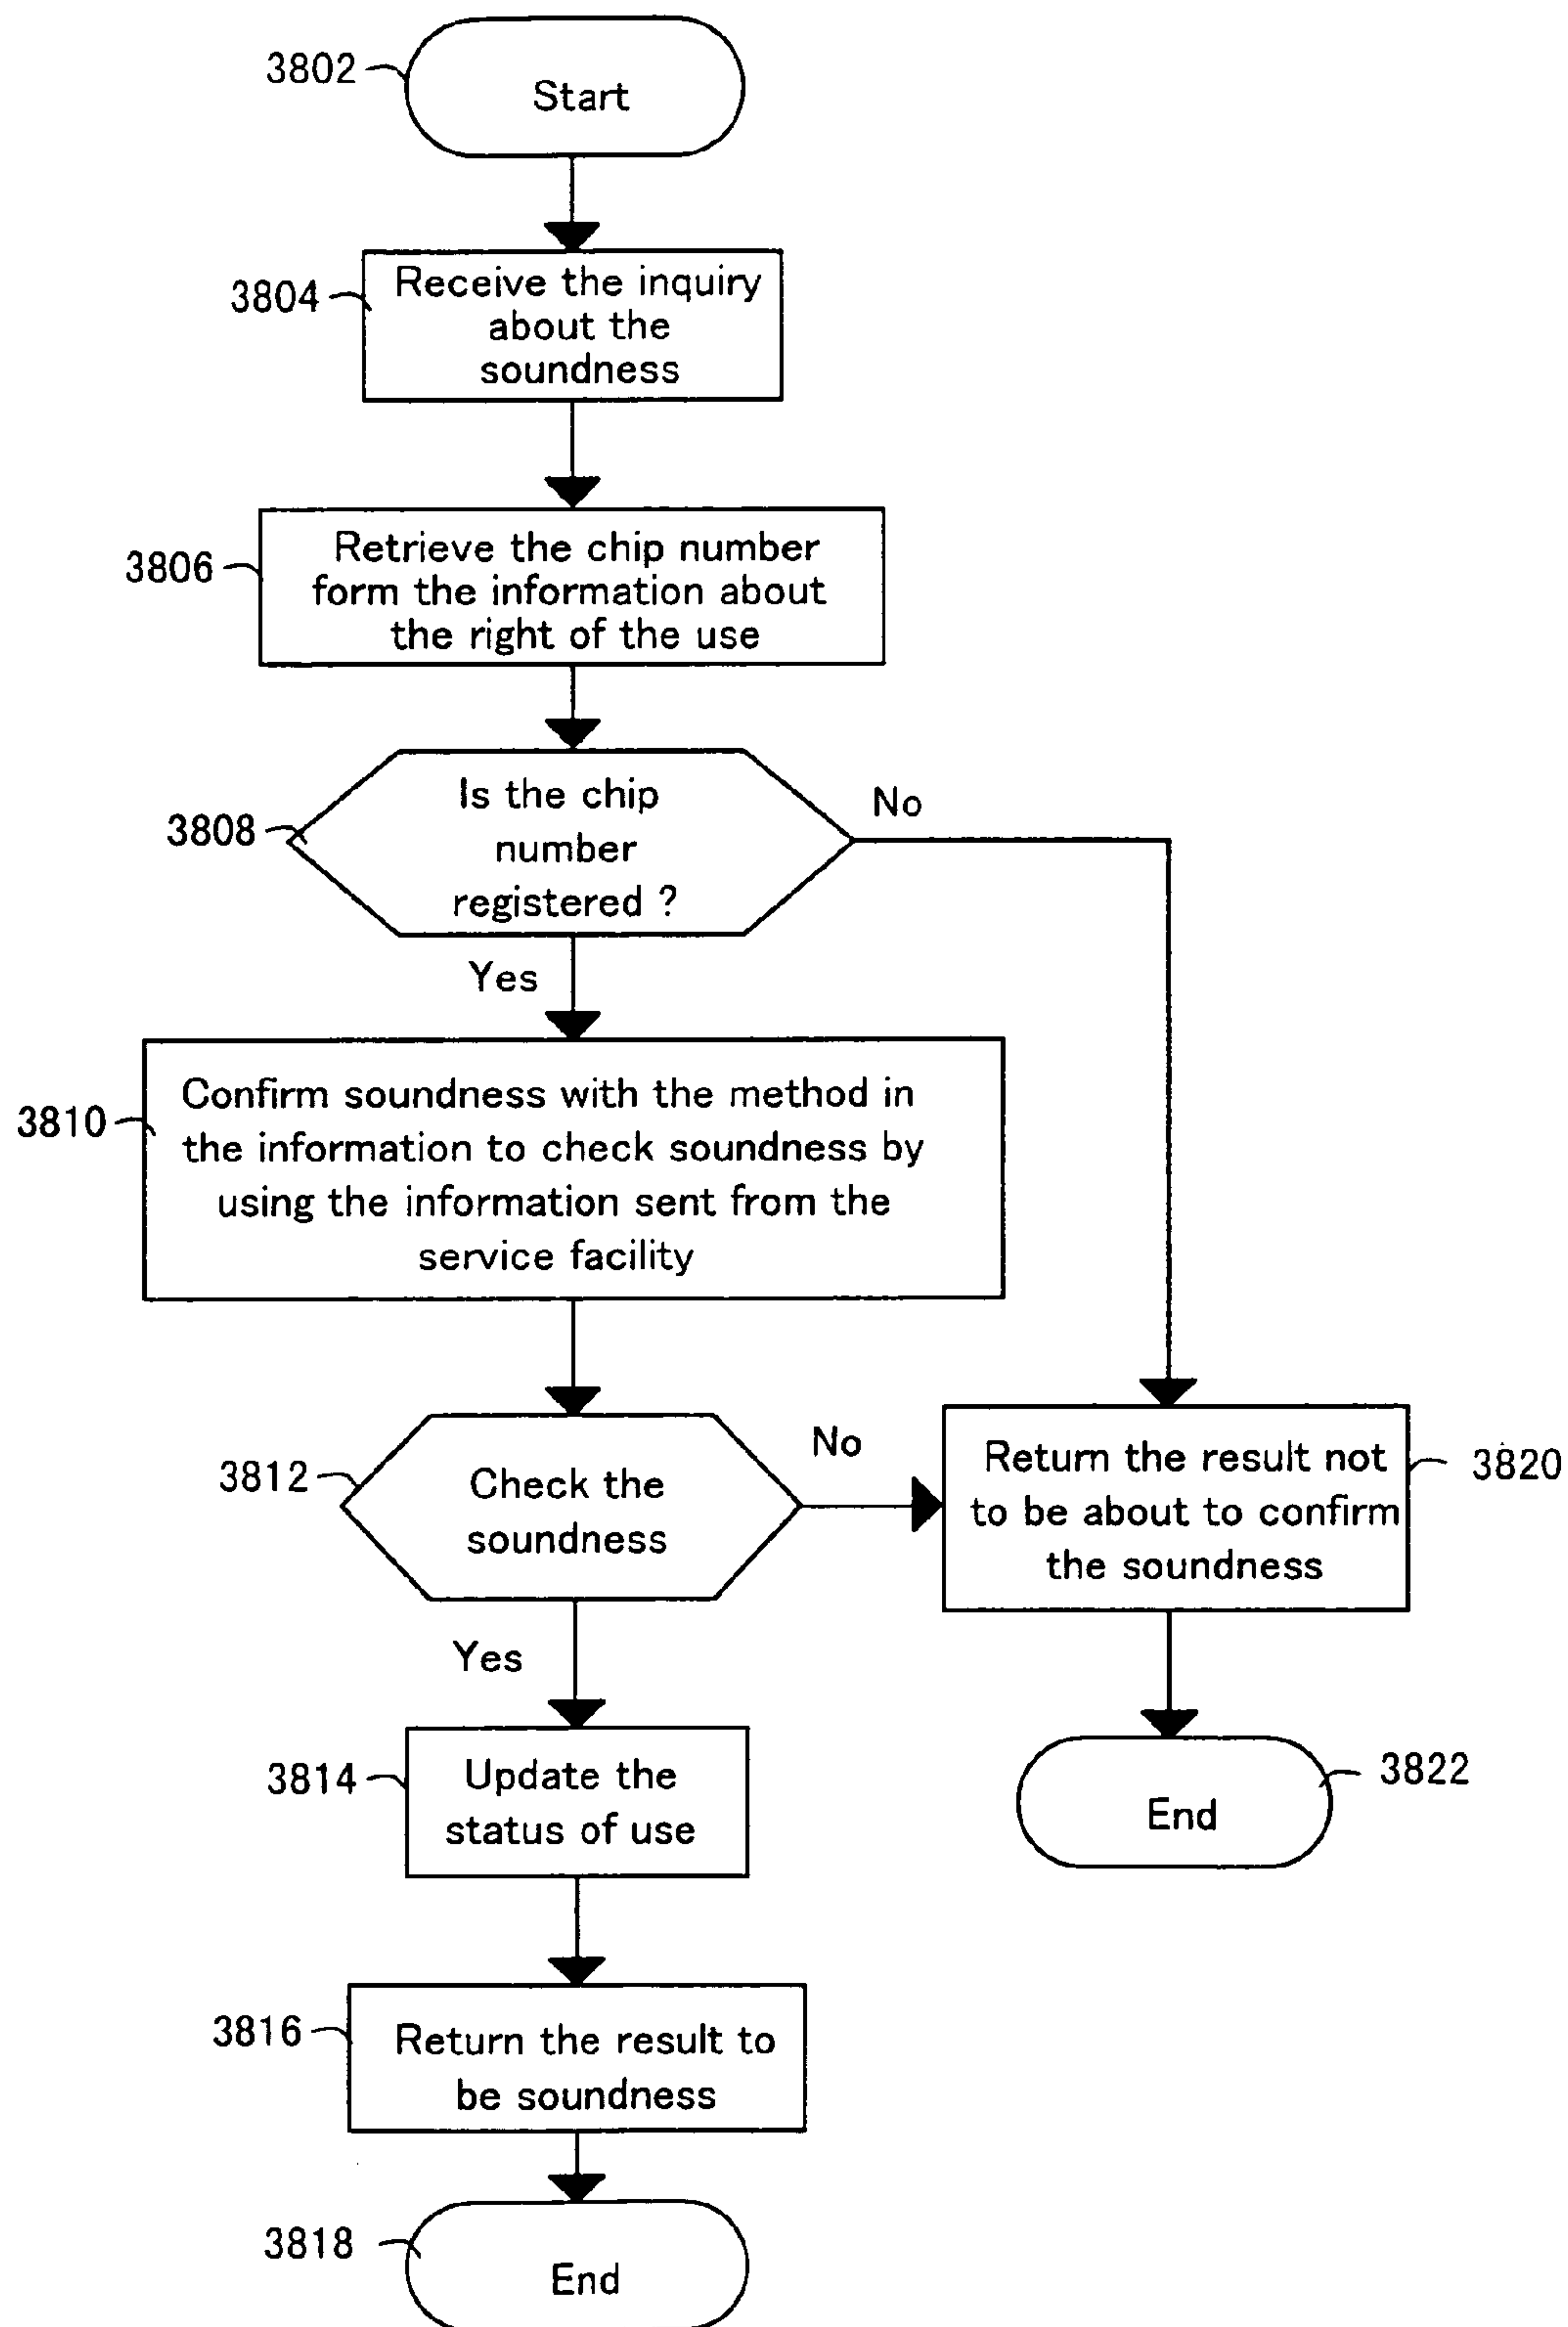 3802
Start
3804
Receive the inquiry
about the
soundness
3806
Retrieve the chip number
form the information about
the right of the use
3808
Is the chip
number
registered ?
No
Yes
3810
Confirm soundness with the method in
the information to check soundness by
using the information sent from the
service facility
3812
Check the
soundness
No
Return the result not
to be about to confirm
the soundness
3820
Yes
3814
Update the
status of use
End
3822
3816
Return the result to
be soundness
3818
End